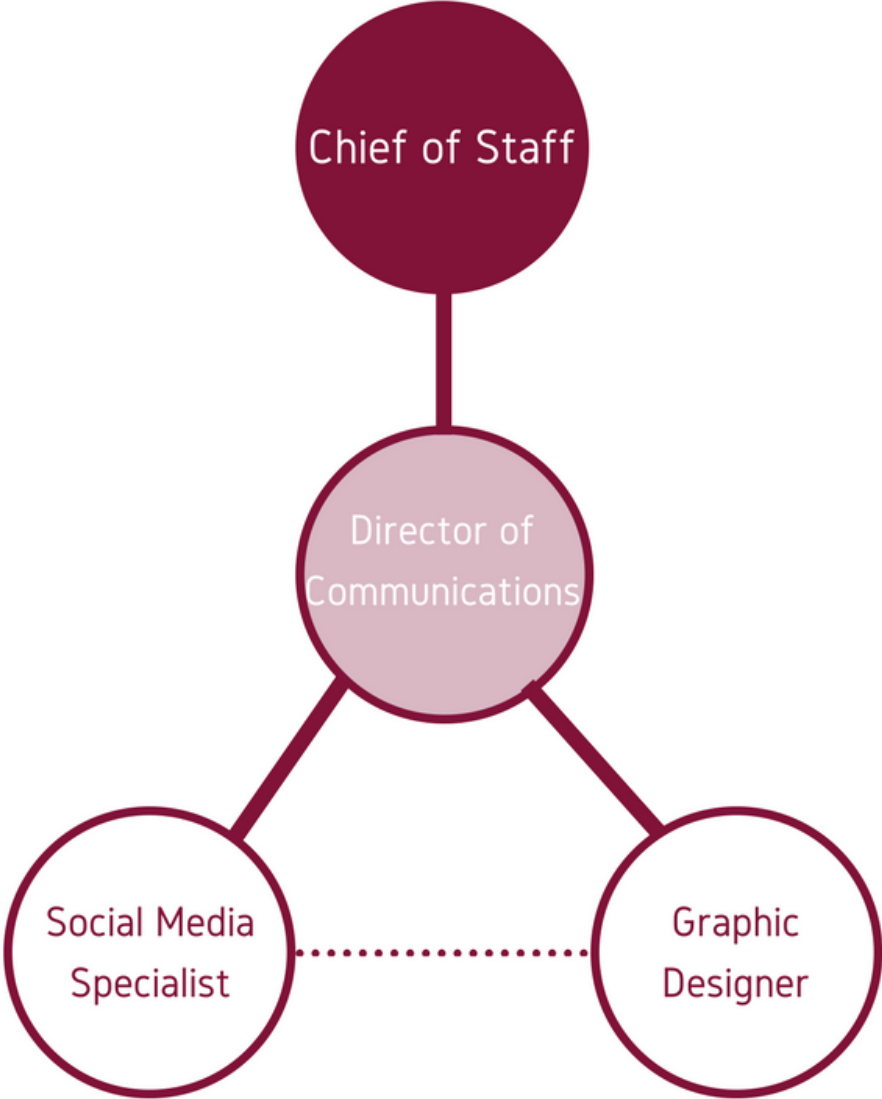 Chief of Staff
Director of
Communications
Social Media
Specialist
Graphic
Designer